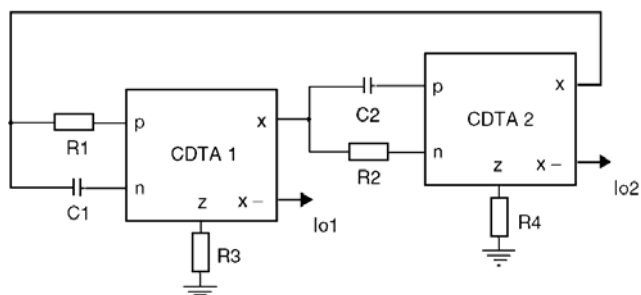 R1
C1
p
n
CDTA 1
x
z
x –
R3
Io1
C2
R2
p
n
CDTA 2
x
z
x –
R4
Io2